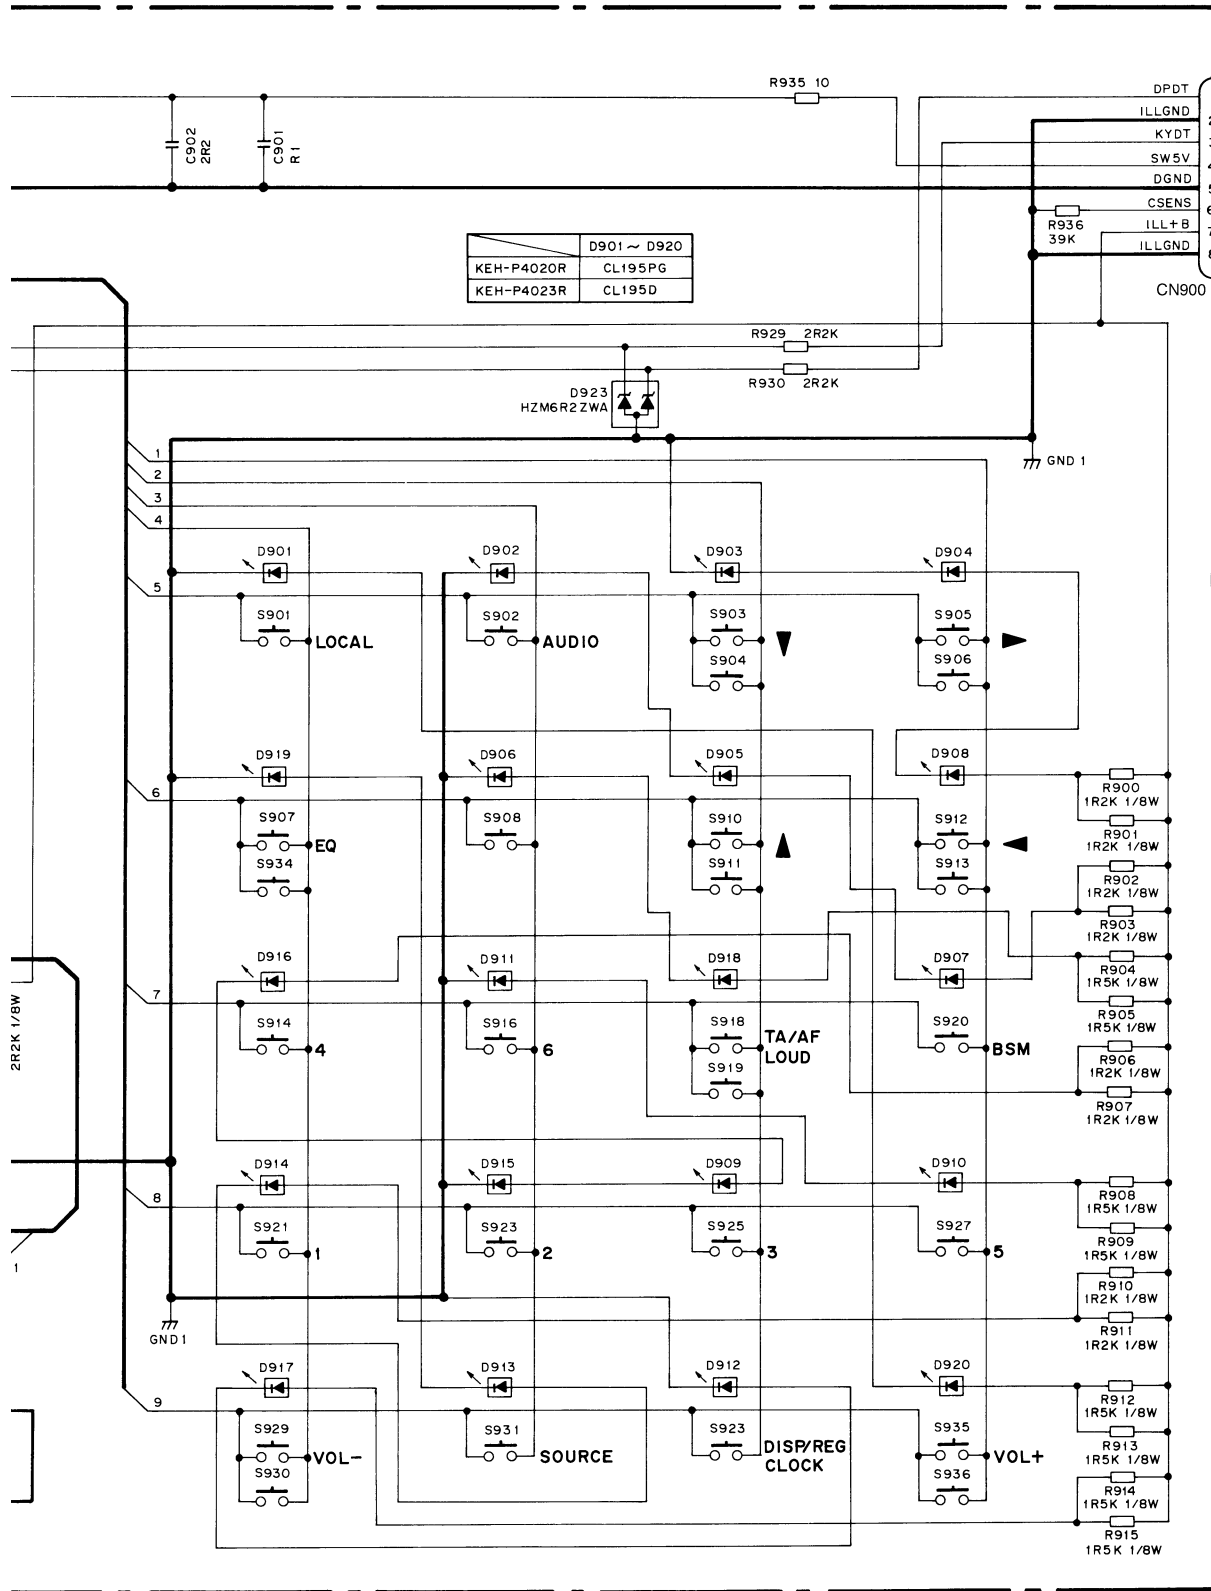 R935 10
DPDT
ILLGND
KYDT
SW5V
DGND
CSENS
ILL+B
ILLGND
2
3
4
5
6
7
8
CN900
C902
2R2
C901
R1
R936
39K
D901 ~ D920
KEH-P4020R CL195PG
KEH-P4023R CL195D
R929 2R2K
R930 2R2K
D923
HZM6R2ZWA
GND 1
1
2
3
4
D901
D902
D903
D904
5
S901
LOCAL
S902
AUDIO
S903
S904
S905
S906
D919
D906
D905
D908
6
S907
EQ
S934
S908
S910
S911
S912
S913
R900
1R2K 1/8W
R901
1R2K 1/8W
R902
1R2K 1/8W
R903
1R2K 1/8W
D916
D911
D918
D907
R904
1R5K 1/8W
R905
1R5K 1/8W
2R2K 1/8W
7
S914
4
S916
6
S918
S919
TA/AF
LOUD
S920
BSM
R906
1R2K 1/8W
R907
1R2K 1/8W
D914
D915
D909
D910
8
S921
1
S923
2
S925
3
S927
5
R908
1R5K 1/8W
R909
1R5K 1/8W
R910
1R2K 1/8W
R911
1R2K 1/8W
1
GND1
D917
D913
D912
D920
9
S929
S930
VOL-
S931
SOURCE
S923
DISP/REG
CLOCK
S935
S936
VOL+
R912
1R5K 1/8W
R913
1R5K 1/8W
R914
1R5K 1/8W
R915
1R5K 1/8W